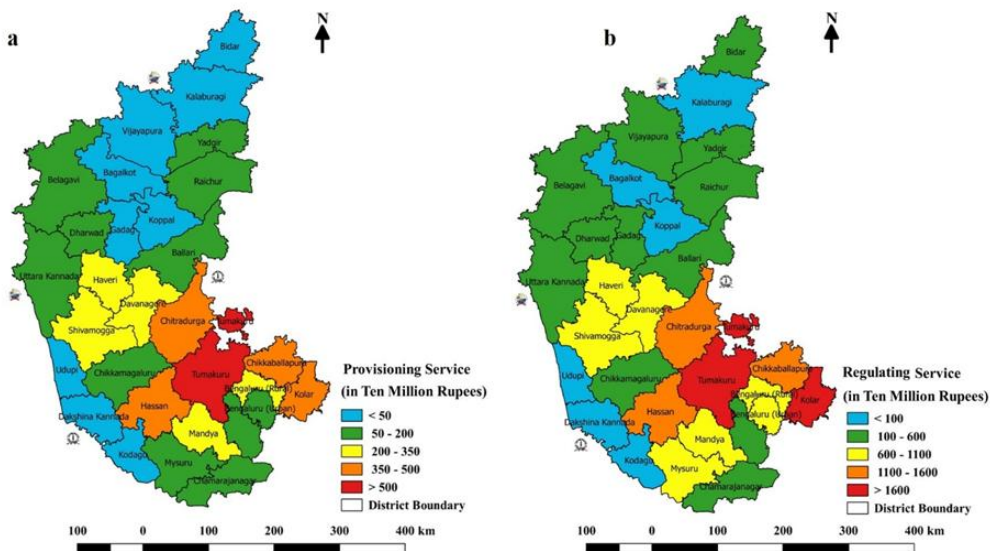 a
N
Bidar
Kalaburagi
Vijayapura
Yadgir
Bagalkot
Belagavi
Raichur
Koppal
Gadag
Dharwad
Ballari
Uttara Kannada
Haveri
Davanagere
Chitradurga
Shivamogga
Tumakuru
Udupi
Chikkamagaluru
Tumakuru
Chikkaballapura
Bengaluru (Rural)
Kolar
Hassan
Bengaluru (Urban)
Dakshina Kannada
Mandya
Kodagu
Mysuru
Chamarajanagar
Provisioning Service
(in Ten Million Rupees)
< 50
50 - 200
200 - 350
350 - 500
> 500
District Boundary
100 0 100 200 300 400 km
b
N
Bidar
Kalaburagi
Vijayapura
Yadgir
Bagalkot
Belagavi
Raichur
Koppal
Dharwad
Gadag
Ballari
Uttara Kannada
Haveri
Davanagere
Chitradurga
Shivamogga
Tumakuru
Udupi
Chikkamagaluru
Tumakuru
Chikkaballapura
Bengaluru (Rural)
Kolar
Hassan
Bengaluru (Urban)
Dakshina Kannada
Mandya
Kodagu
Mysuru
Chamarajanagar
Regulating Service
(in Ten Million Rupees)
< 100
100 - 600
600 - 1100
1100 - 1600
> 1600
District Boundary
100 0 100 200 300 400 km